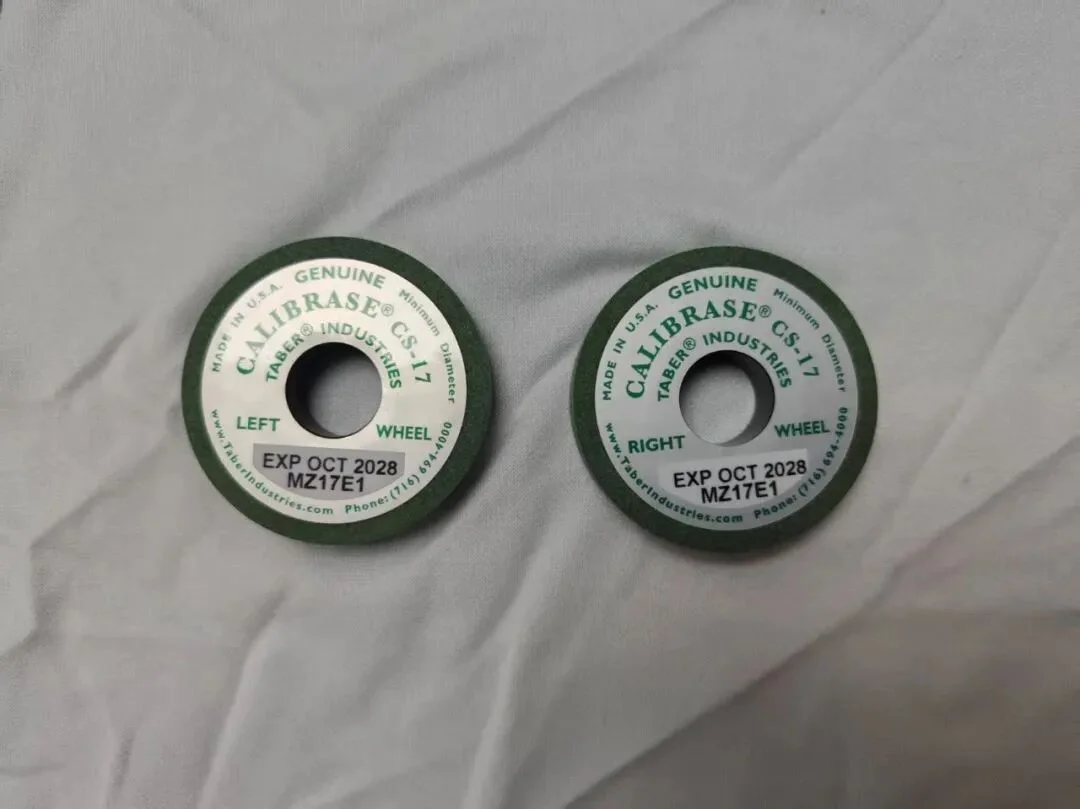 MADE IN U.S.A. GENUINE Minimum Diameter
CALIBRASE® CS-17
TABER® INDUSTRIES
LEFT WHEEL
EXP OCT 2028
MZ17E1
www.TaberIndustries.com Phone: (716) 694-4000
MADE IN U.S.A. GENUINE Minimum Diameter
CALIBRASE® CS-17
TABER® INDUSTRIES
RIGHT WHEEL
EXP OCT 2028
MZ17E1
www.TaberIndustries.com Phone: (716) 694-4000